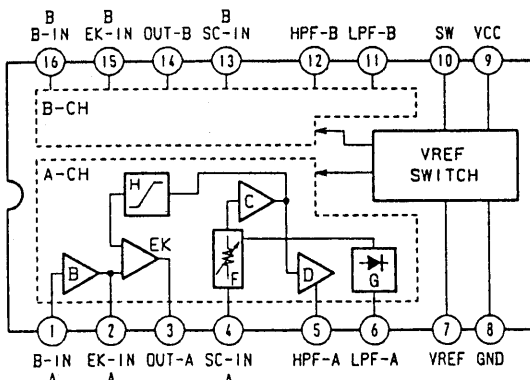 B B
B-IN EK-IN OUT-B SC-IN HPF-B LPF-B SW VCC
16 15 14 13 12 11 10 9
B-CH
VREF
SWITCH
A-CH
H
C
EK
B
F
D
G
1 2 3 4 5 6 7 8
B-IN EK-IN OUT-A SC-IN HPF-A LPF-A VREF GND
A A A